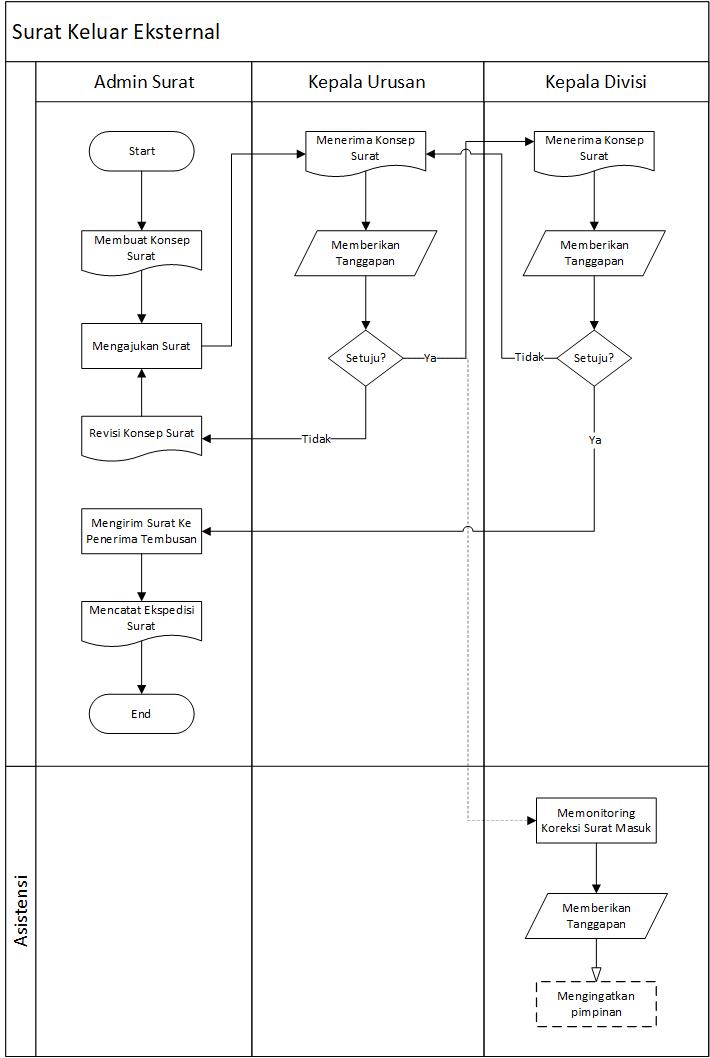 Surat Keluar Eksternal
Admin Surat
Kepala Urusan
Kepala Divisi
Start
Menerima Konsep
Surat
Menerima Konsep
Surat
Membuat Konsep
Surat
Memberikan
Tanggapan
Memberikan
Tanggapan
Mengajukan Surat
Setuju?
Ya
Tidak
Setuju?
Revisi Konsep Surat
Tidak
Ya
Mengirim Surat Ke
Penerima Tembusan
Mencatat Ekspedisi
Surat
End
Asistensi
Memonitoring
Koreksi Surat Masuk
Memberikan
Tanggapan
Mengingatkan
pimpinan